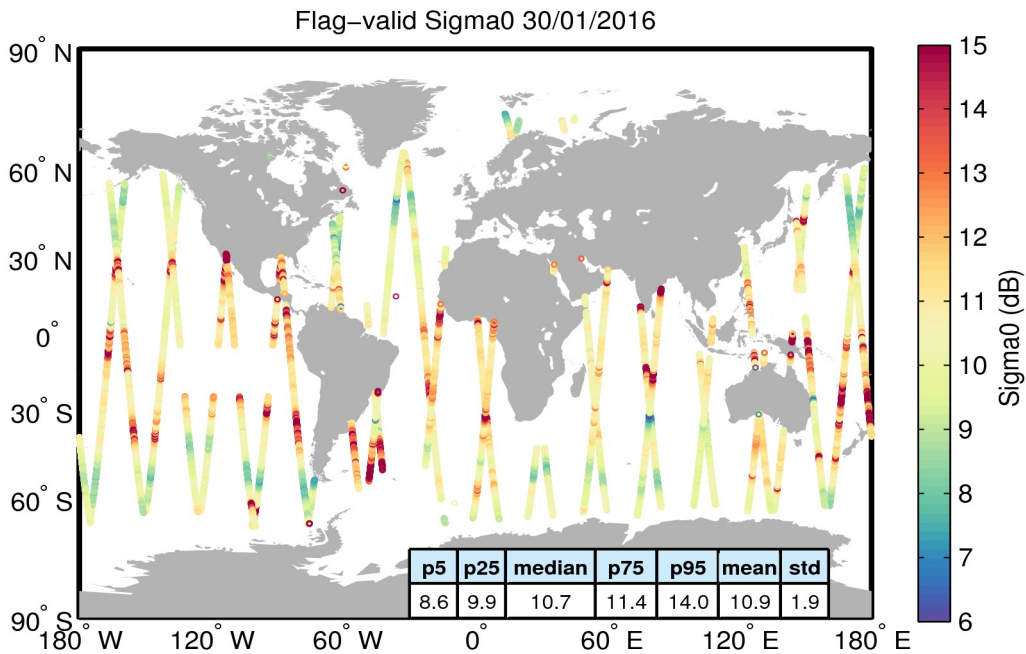 Flag−valid Sigma0 30/01/2016
90° N
60° N
30° N
0°
30° S
60° S
90° S
180° W
120° W
60° W
0°
60° E
120° E
180° E
p5 p25 median p75 p95 mean std
8.6 9.9 10.7 11.4 14.0 10.9 1.9
15
14
13
12
11
10
9
8
7
6
Sigma0 (dB)